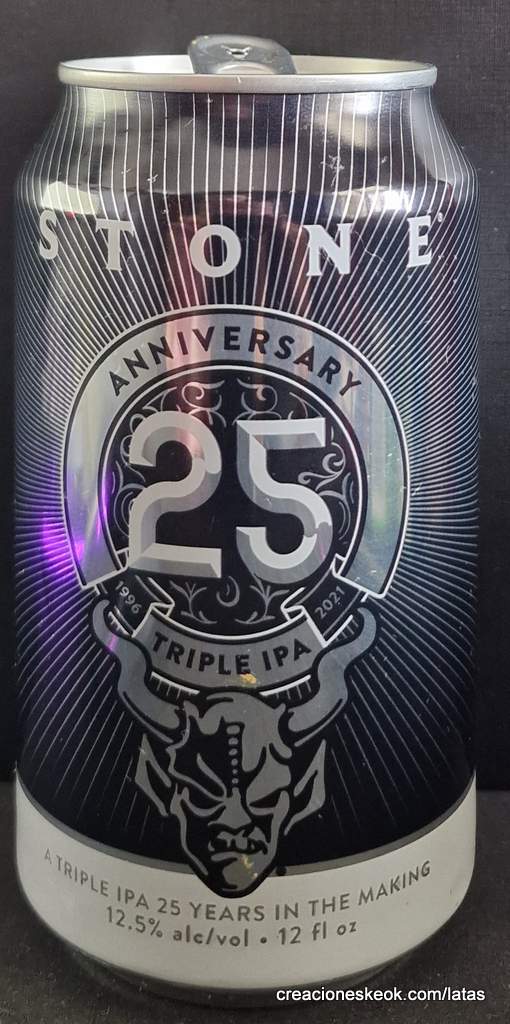 STONE®
ANNIVERSARY
25
1996 2021
TRIPLE IPA
A TRIPLE IPA 25 YEARS IN THE MAKING
12.5% alc/vol • 12 fl oz
creacioneskeok.com/latas